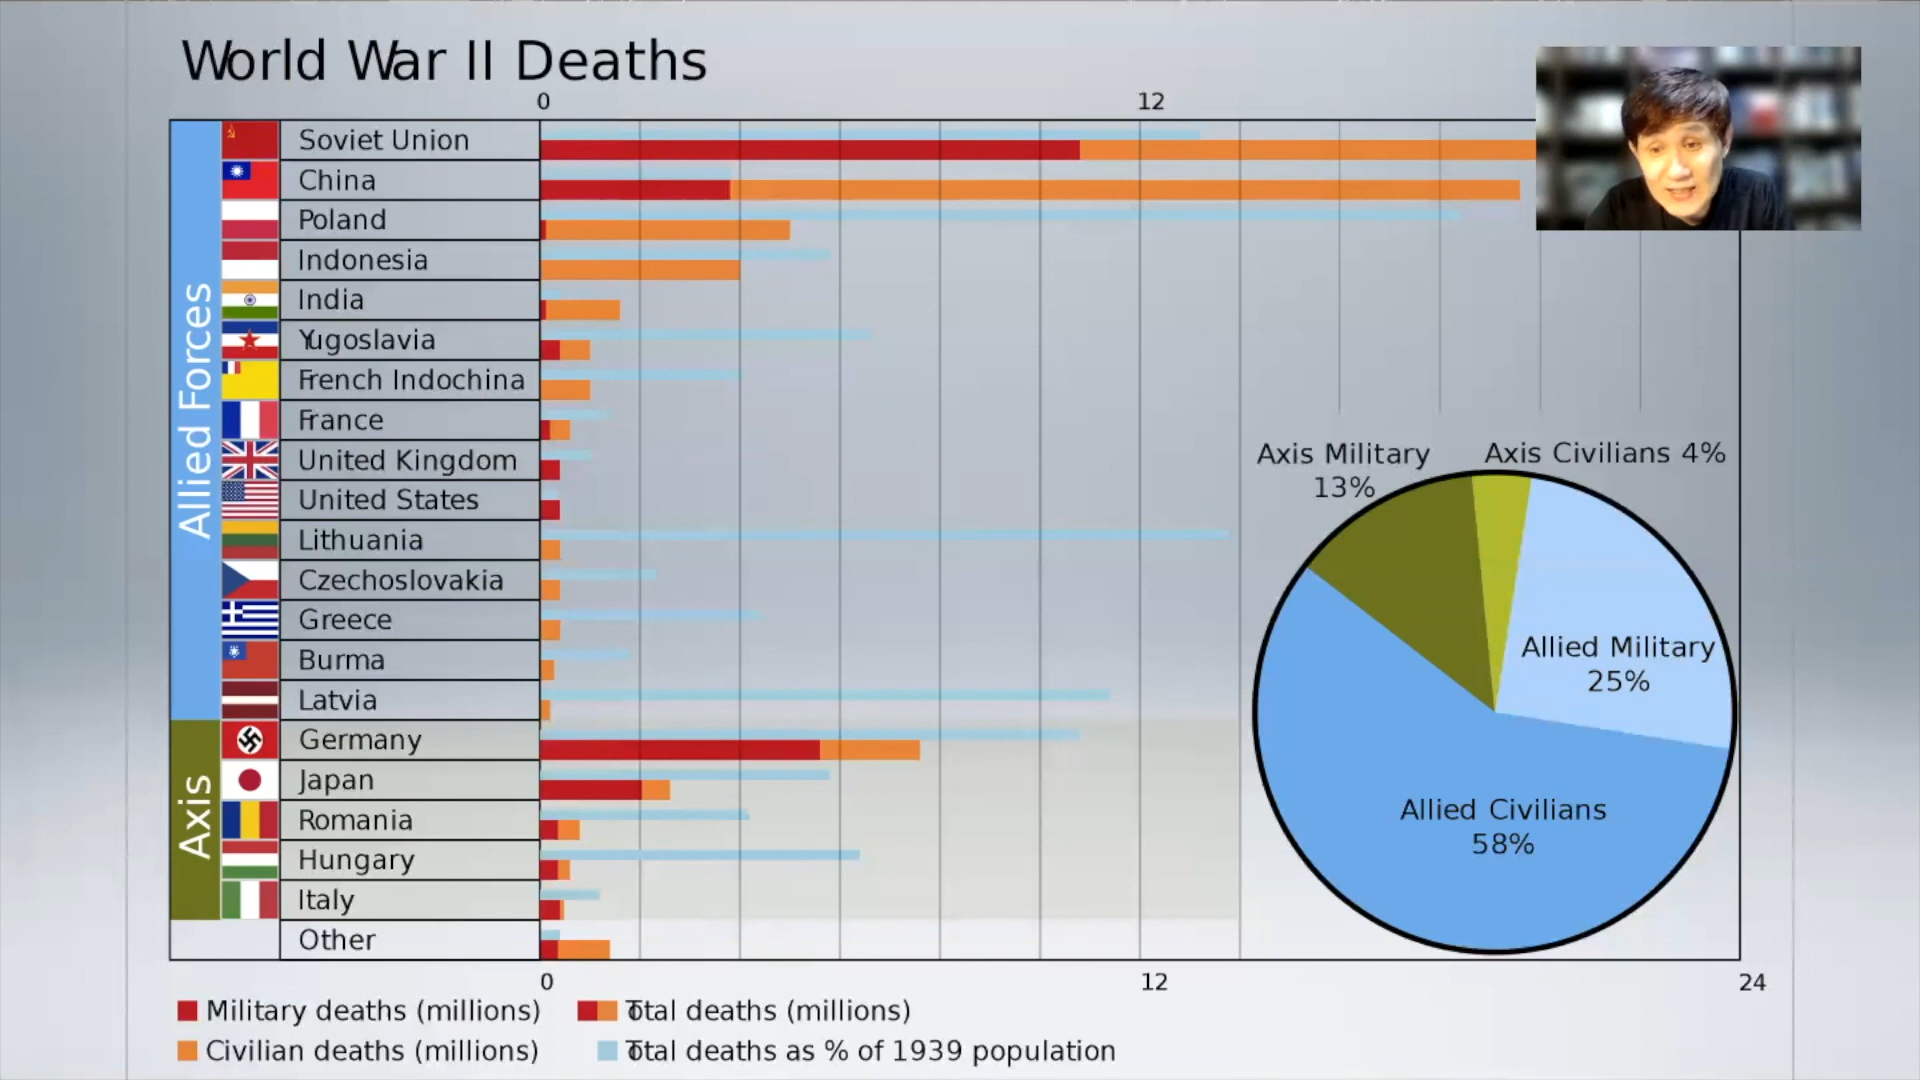 World War II Deaths
0 12
Allied Forces
Soviet Union
China
Poland
Indonesia
India
Yugoslavia
French Indochina
France
United Kingdom
United States
Lithuania
Czechoslovakia
Greece
Burma
Latvia
Axis
Germany
Japan
Romania
Hungary
Italy
Other
0 12 24
Axis Military
13%
Axis Civilians 4%
Allied Military
25%
Allied Civilians
58%
Military deaths (millions)
Total deaths (millions)
Civilian deaths (millions)
Total deaths as % of 1939 population